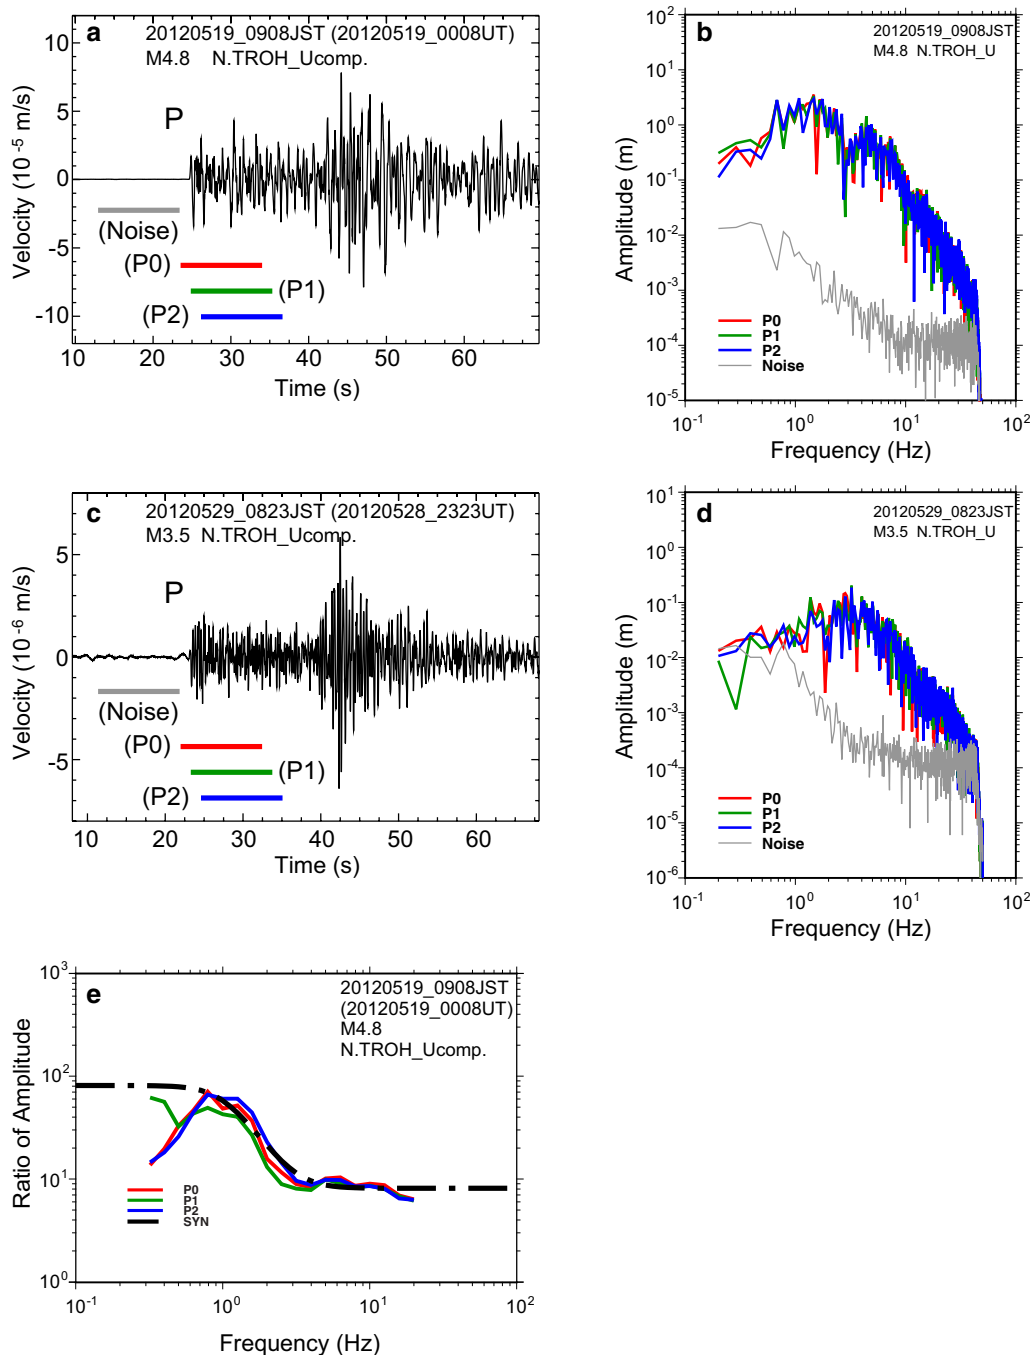 a
20120519_0908JST (20120519_0008UT)
M4.8 N.TROH_Ucomp.
P
(Noise)
(P0)
(P1)
(P2)
10
5
0
-5
-10
Velocity (10 -5 m/s)
10 20 30 40 50 60
Time (s)
b
20120519_0908JST
M4.8 N.TROH_U
10^2
10^1
10^0
10^-1
10^-2
10^-3
10^-4
10^-5
Amplitude (m)
P0
P1
P2
Noise
10^-1 10^0 10^1 10^2
Frequency (Hz)
c
20120529_0823JST (20120528_2323UT)
M3.5 N.TROH_Ucomp.
P
(Noise)
(P0)
(P1)
(P2)
5
0
-5
Velocity (10 -6 m/s)
10 20 30 40 50 60
Time (s)
d
20120529_0823JST
M3.5 N.TROH_U
10^1
10^0
10^-1
10^-2
10^-3
10^-4
10^-5
10^-6
Amplitude (m)
P0
P1
P2
Noise
10^-1 10^0 10^1 10^2
Frequency (Hz)
e
20120519_0908JST
(20120519_0008UT)
M4.8
N.TROH_Ucomp.
10^3
10^2
10^1
10^0
Ratio of Amplitude
P0
P1
P2
SYN
10^-1 10^0 10^1 10^2
Frequency (Hz)